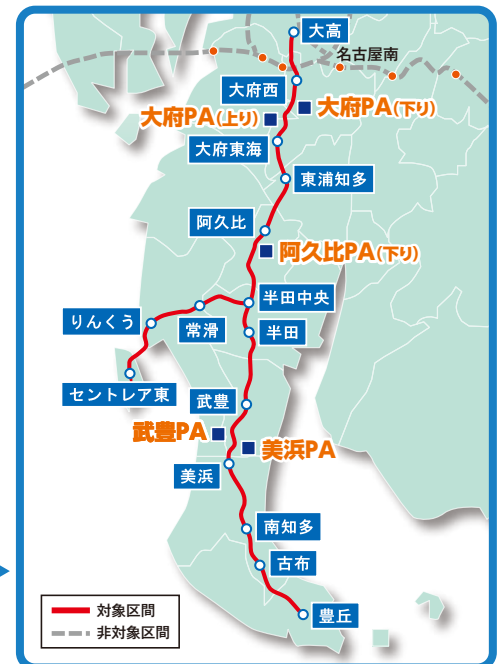 大高
名古屋南
大府西
大府PA(上り)
大府PA(下り)
大府東海
東浦知多
阿久比
阿久比PA(下り)
半田中央
りんくう
常滑
半田
セントレア東
武豊
武豊PA
美浜PA
美浜
南知多
古布
豊丘
対象区間
非対象区間